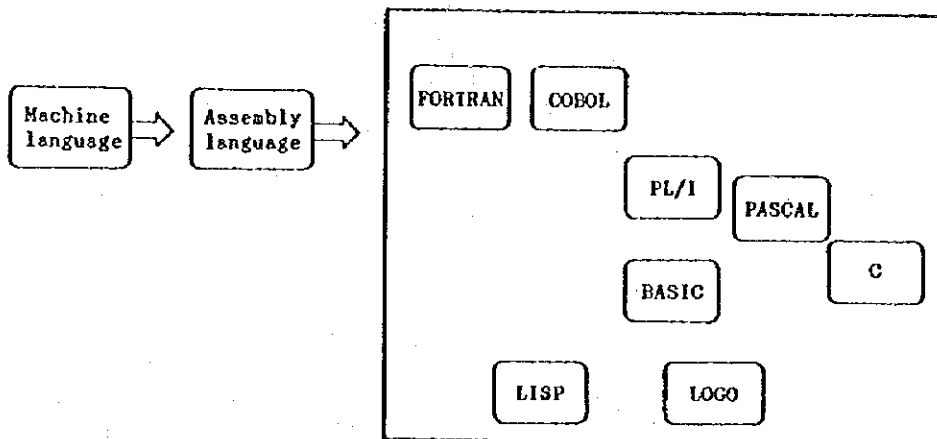 FORTRAN
COBOL
Machine
language
Assembly
language
PL/I
PASCAL
C
BASIC
LISP
LOGO